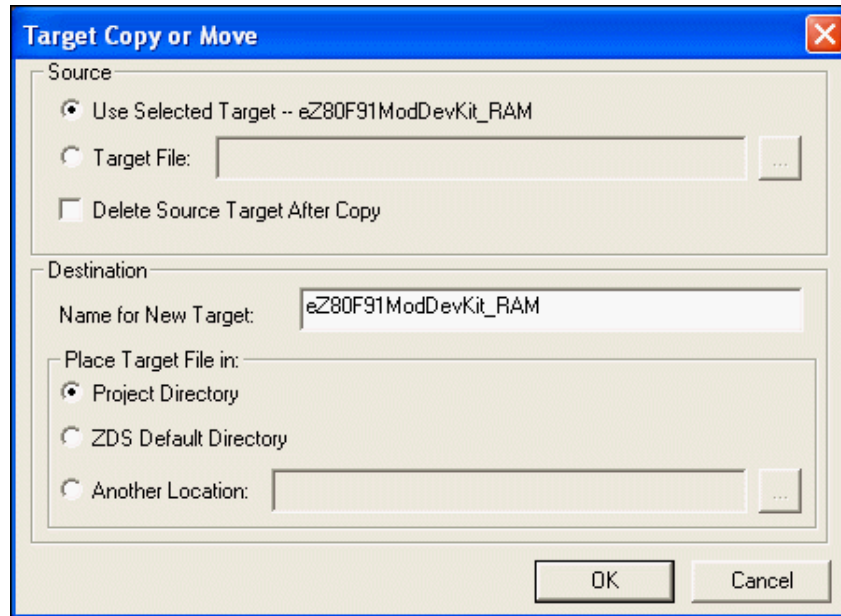 Target Copy or Move
Source
Use Selected Target -- eZ80F91ModDevKit_RAM
Target File:
...
Delete Source Target After Copy
Destination
Name for New Target:
eZ80F91ModDevKit_RAM
Place Target File in:
Project Directory
ZDS Default Directory
Another Location:
...
OK
Cancel